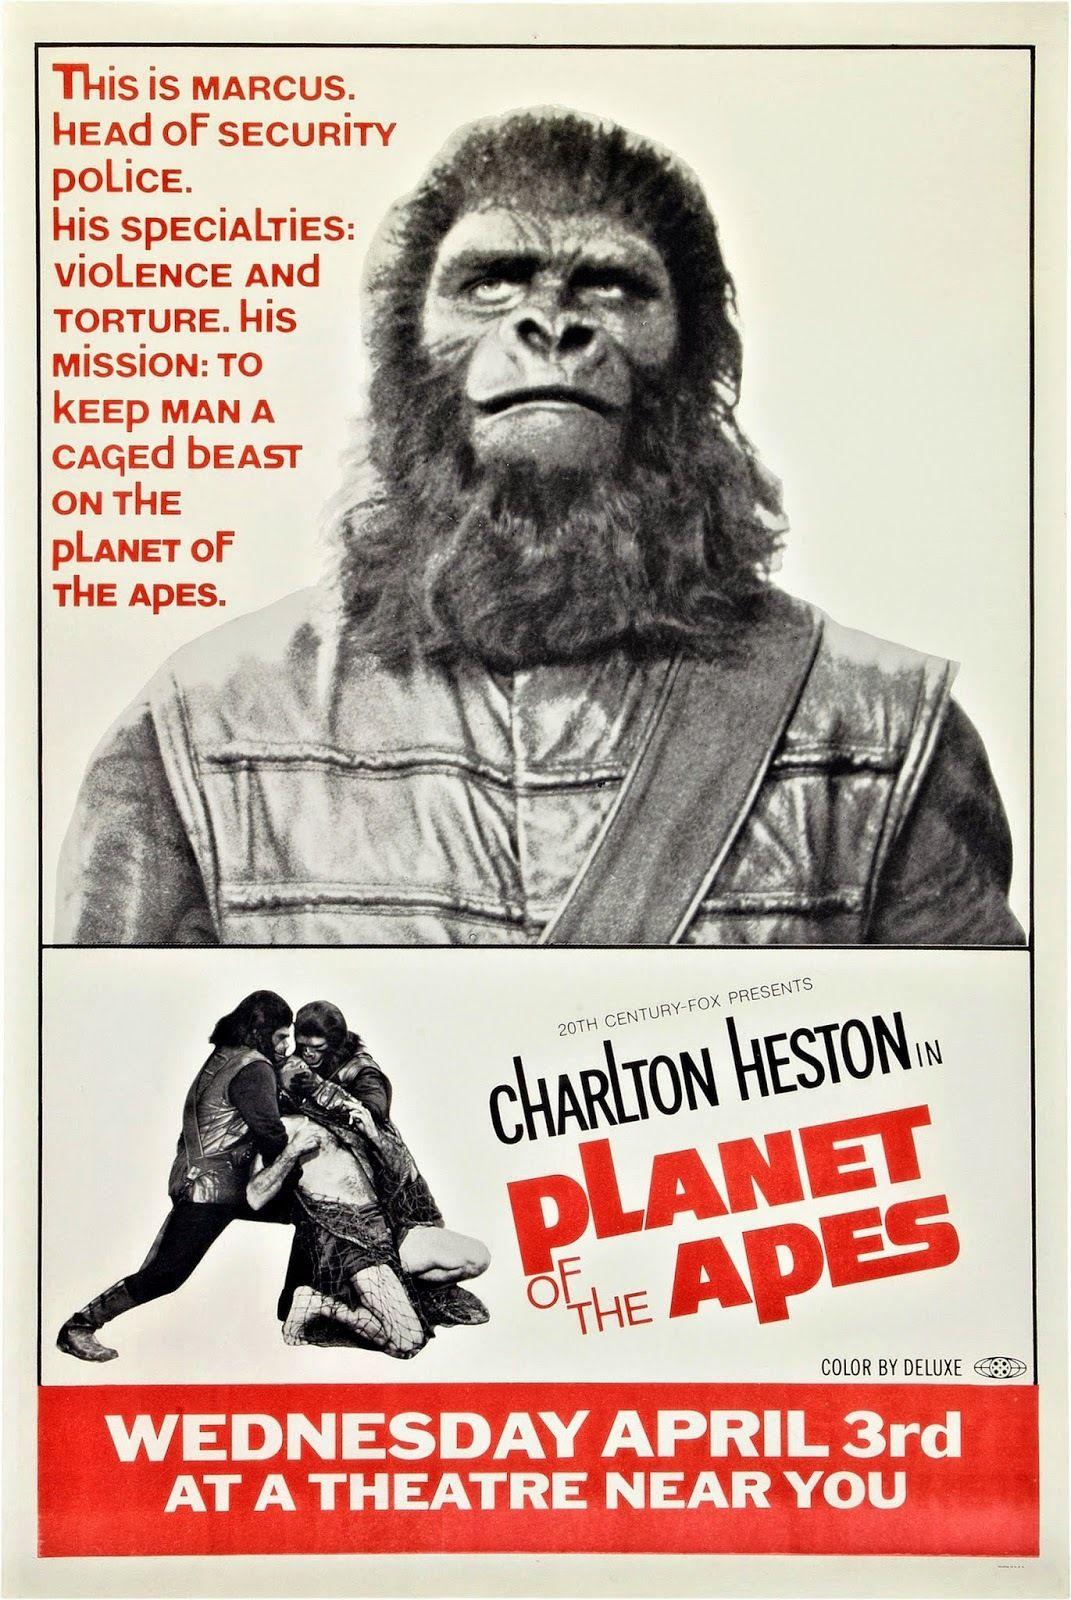 THis is MARCUS.
HEAd OF SECURiTY
poLiCE.
His SpECiALTiES:
VioLENCE AND
TORTURE. His
MiSSiON: TO
KEEp MAN A
CAGEd bEAST
ON THE
pLANET OF
THE ApES.
20TH CENTURY-FOX PRESENTS
CHARLTON HESTON IN
pLANET
OF THE ApES
COLOR BY DELUXE
WEDNESDAY APRIL 3rd
AT A THEATRE NEAR YOU